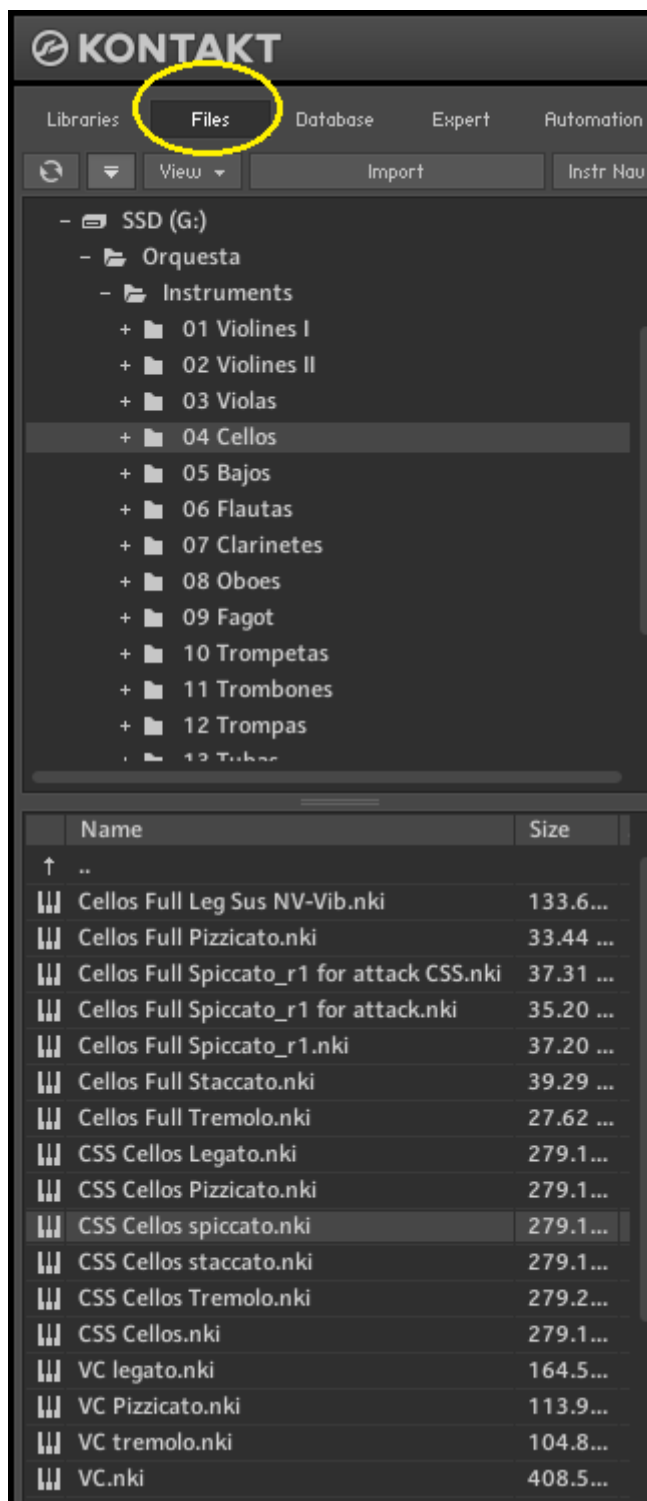 KONTAKT
Libraries Files Database Expert Automation
View Import Instr Nau
- SSD (G:)
- Orquesta
- Instruments
+ 01 Violines I
+ 02 Violines II
+ 03 Violas
+ 04 Cellos
+ 05 Bajos
+ 06 Flautas
+ 07 Clarinetes
+ 08 Oboes
+ 09 Fagot
+ 10 Trompetas
+ 11 Trombones
+ 12 Trompas
13 Tubas
Name Size
↑ ..
Cellos Full Leg Sus NV-Vib.nki 133.6...
Cellos Full Pizzicato.nki 33.44 ...
Cellos Full Spiccato_r1 for attack CSS.nki 37.31 ...
Cellos Full Spiccato_r1 for attack.nki 35.20 ...
Cellos Full Spiccato_r1.nki 37.20 ...
Cellos Full Staccato.nki 39.29 ...
Cellos Full Tremolo.nki 27.62 ...
CSS Cellos Legato.nki 279.1...
CSS Cellos Pizzicato.nki 279.1...
CSS Cellos spiccato.nki 279.1...
CSS Cellos staccato.nki 279.1...
CSS Cellos Tremolo.nki 279.2...
CSS Cellos.nki 279.1...
VC legato.nki 164.5...
VC Pizzicato.nki 113.9...
VC tremolo.nki 104.8...
VC.nki 408.5...